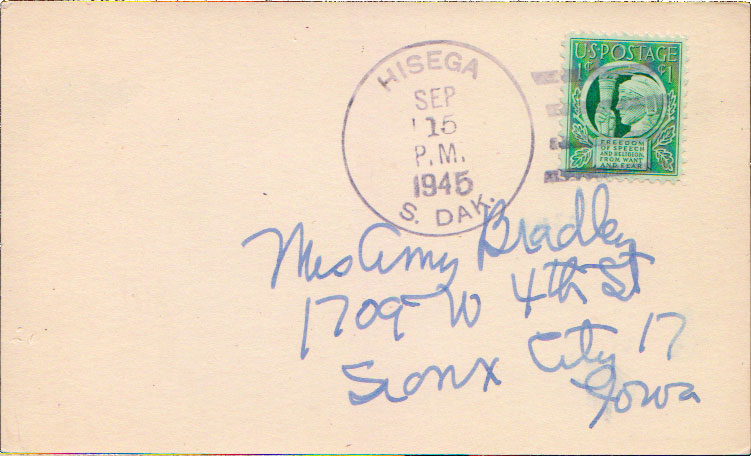 HISEGA
SEP
15
P.M.
1945
S. DAK.
U.S. POSTAGE
1¢ ¢1
FREEDOM
OF SPEECH
AND RELIGION,
FROM WANT
AND FEAR
Mrs Amy Bradley
1709 W 4th St
Sioux City 17
Iowa